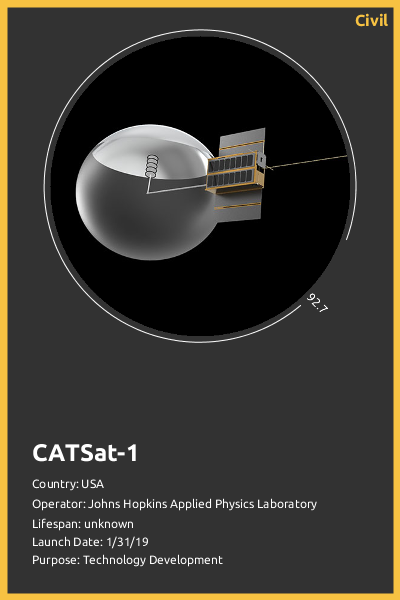 Civil
92.7
CATSat-1
Country: USA
Operator: Johns Hopkins Applied Physics Laboratory
Lifespan: unknown
Launch Date: 1/31/19
Purpose: Technology Development